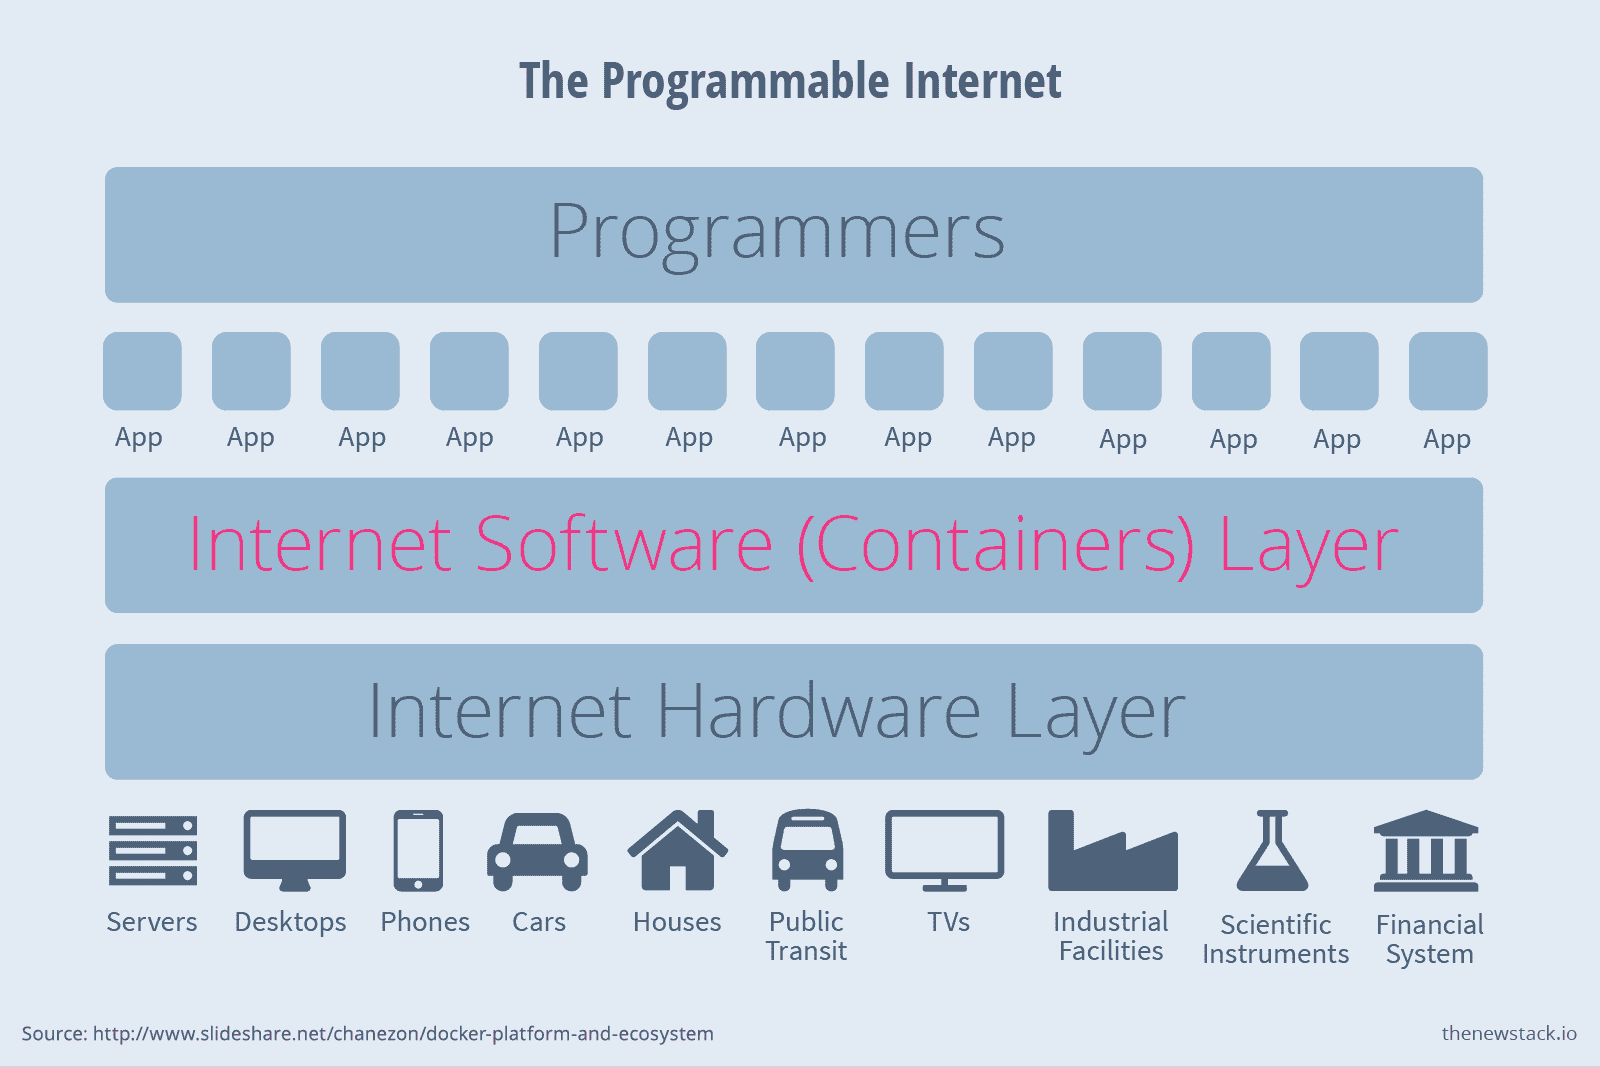 The Programmable Internet
Programmers
App App App App App App App App App App App App App
Internet Software (Containers) Layer
Internet Hardware Layer
Servers Desktops Phones Cars Houses Public Transit TVs Industrial Facilities Scientific Instruments Financial System
Source: http://www.slideshare.net/chanezon/docker-platform-and-ecosystem
thenewstack.io